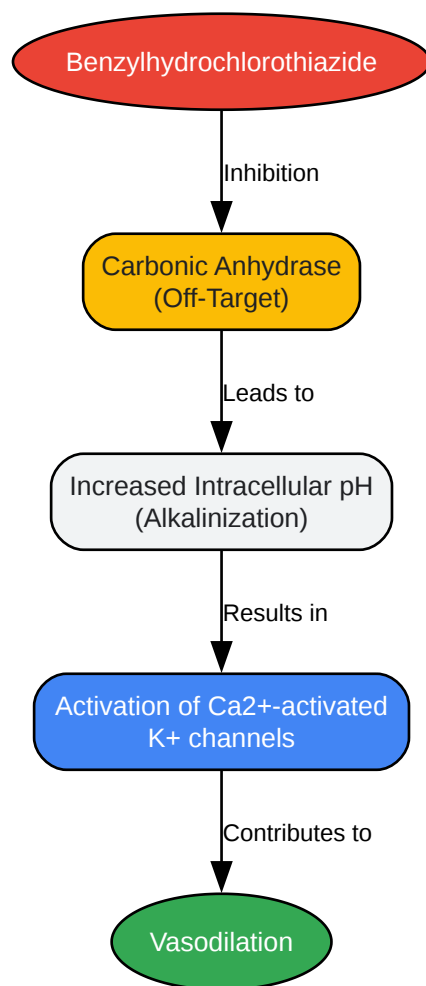 Benzylhydrochlorothiazide
Inhibition
Carbonic Anhydrase
(Off-Target)
Leads to
Increased Intracellular pH
(Alkalinization)
Results in
Activation of Ca2+-activated
K+ channels
Contributes to
Vasodilation